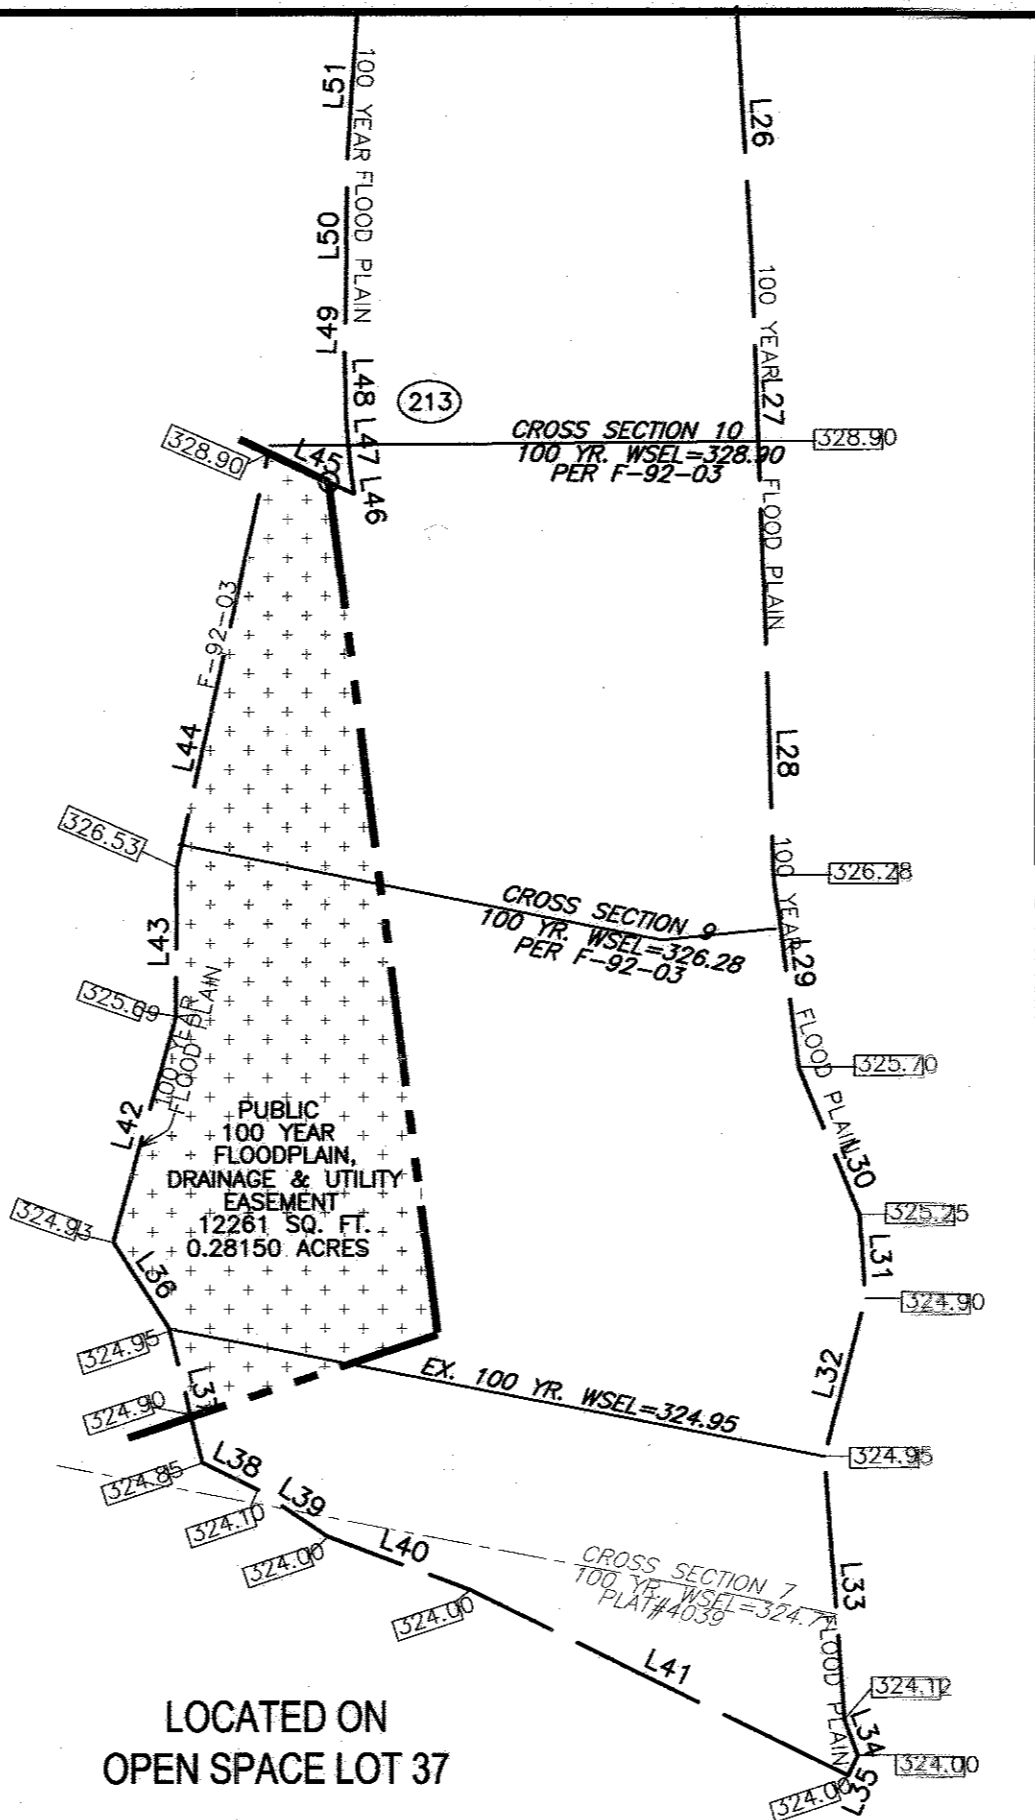 L51
100 YEAR FLOOD PLAIN
L26
L50
100 YEAR
L49
L48
L27
213
L47
CROSS SECTION 10
100 YR. WSEL=328.90
PER F-92-03
328.90
328.90
L45
L46
FLOOD PLAIN
F-92-03
L44
L28
326.53
100 YEAR
326.28
CROSS SECTION 9
100 YR. WSEL=326.28
PER F-92-03
L43
L29
325.69
100-YEAR
FLOOD PLAIN
FLOOD PLAIN
325.70
L42
PUBLIC
100 YEAR
FLOODPLAIN,
DRAINAGE & UTILITY
EASEMENT
12261 SQ. FT.
0.28150 ACRES
L30
324.93
325.25
L36
L31
324.90
324.95
L32
EX. 100 YR. WSEL=324.95
L37
324.90
324.95
L38
324.85
L39
324.10
324.00
L40
CROSS SECTION 7
100 YR. WSEL=324.77
PLAT#4039
L33
324.00
FLOOD PLAIN
L41
324.12
L34
324.00
L35
324.00
LOCATED ON
OPEN SPACE LOT 37